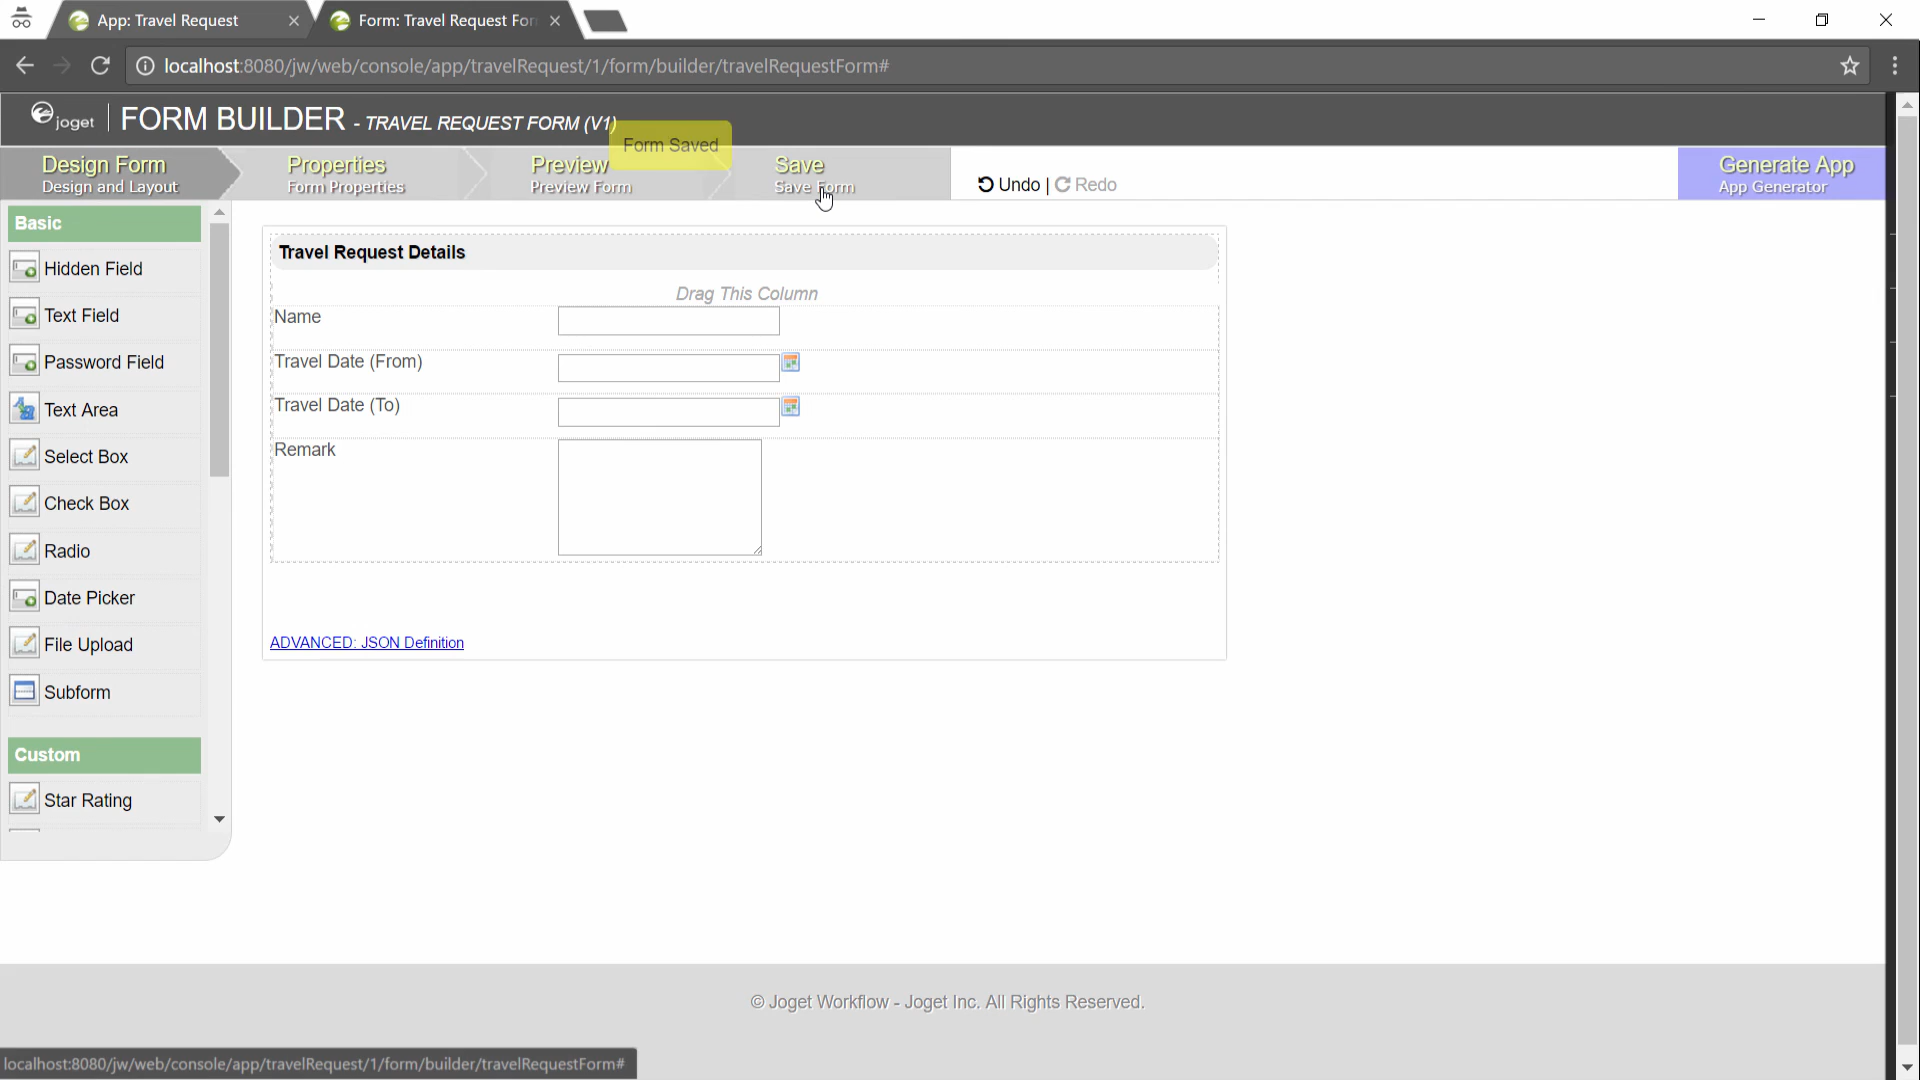 App: Travel Request
Form: Travel Request For
localhost:8080/jw/web/console/app/travelRequest/1/form/builder/travelRequestForm#
joget
FORM BUILDER - TRAVEL REQUEST FORM (V1)
Form Saved
Design Form
Design and Layout
Properties
Form Properties
Preview
Preview Form
Save
Save Form
Undo | Redo
Generate App
App Generator
Basic
Hidden Field
Text Field
Password Field
Text Area
Select Box
Check Box
Radio
Date Picker
File Upload
Subform
Custom
Star Rating
Travel Request Details
Drag This Column
Name
Travel Date (From)
Travel Date (To)
Remark
ADVANCED: JSON Definition
© Joget Workflow - Joget Inc. All Rights Reserved.
localhost:8080/jw/web/console/app/travelRequest/1/form/builder/travelRequestForm#